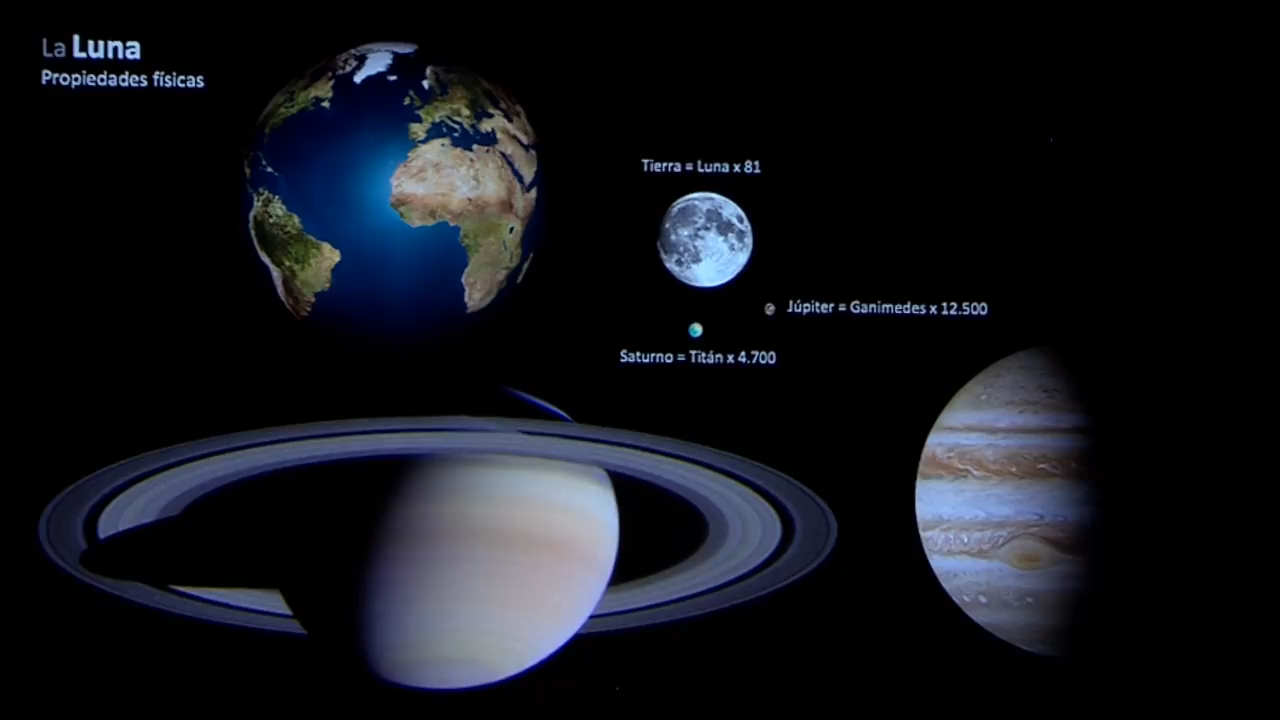 La Luna
Propiedades físicas
Tierra = Luna x 81
Júpiter = Ganimedes x 12.500
Saturno = Titán x 4.700